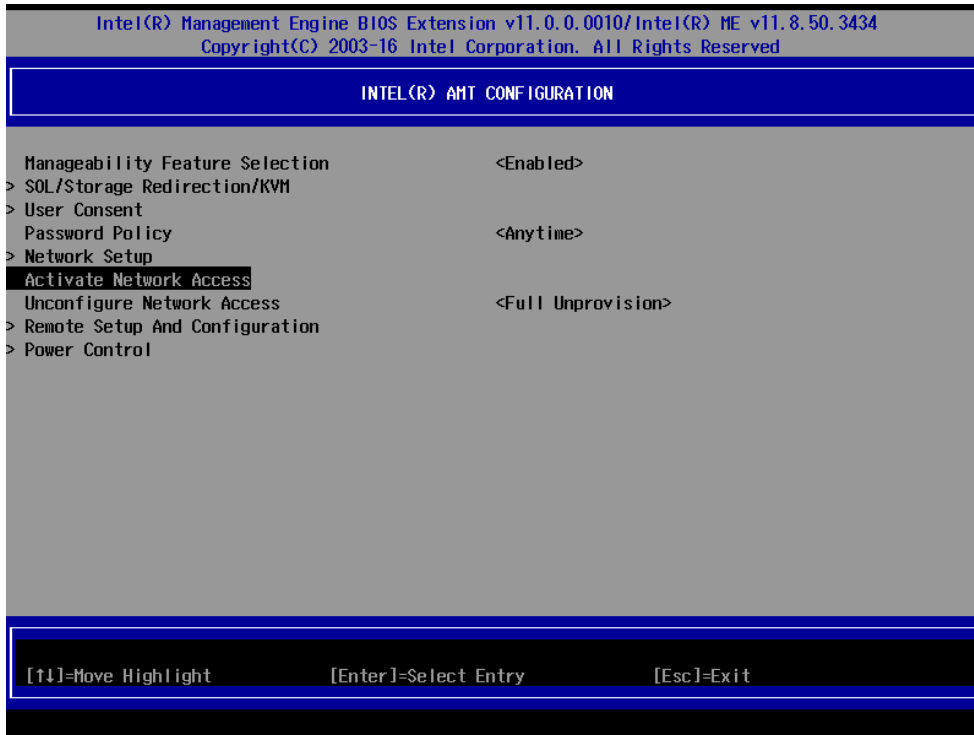 Intel(R) Management Engine BIOS Extension v11.0.0.0010/Intel(R) ME v11.8.50.3434
Copyright(C) 2003-16 Intel Corporation. All Rights Reserved
INTEL(R) AMT CONFIGURATION
Manageability Feature Selection <Enabled>
> SOL/Storage Redirection/KVM
> User Consent
Password Policy <Anytime>
> Network Setup
Activate Network Access
Unconfigure Network Access <Full Unprovision>
> Remote Setup And Configuration
> Power Control
[↑↓]=Move Highlight [Enter]=Select Entry [Esc]=Exit